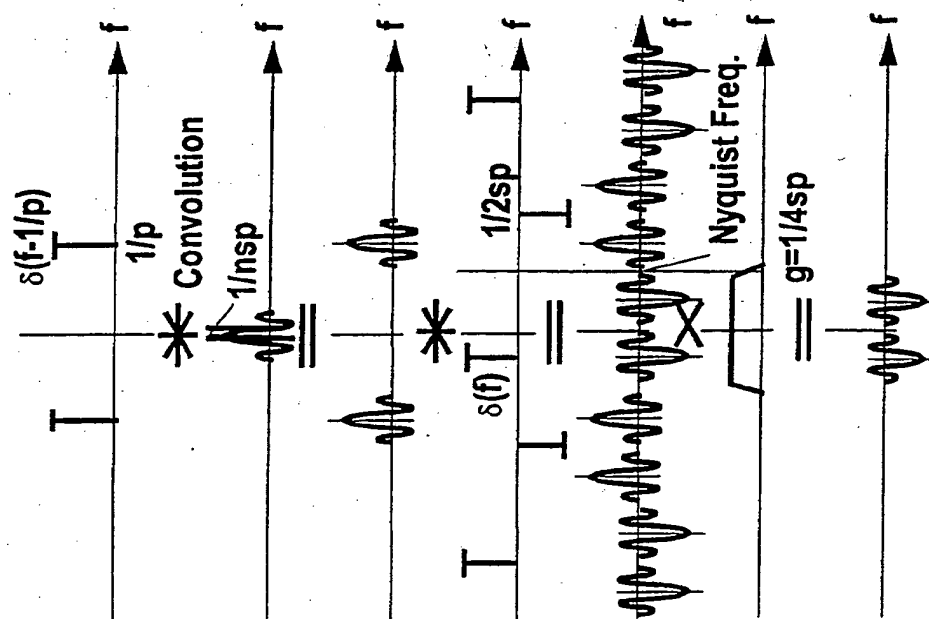 f
δ(f-1/p)
1/p
Convolution
f
1/nsp
f
f
1/2sp
δ(f)
f
Nyquist Freq.
f
g=1/4sp
f